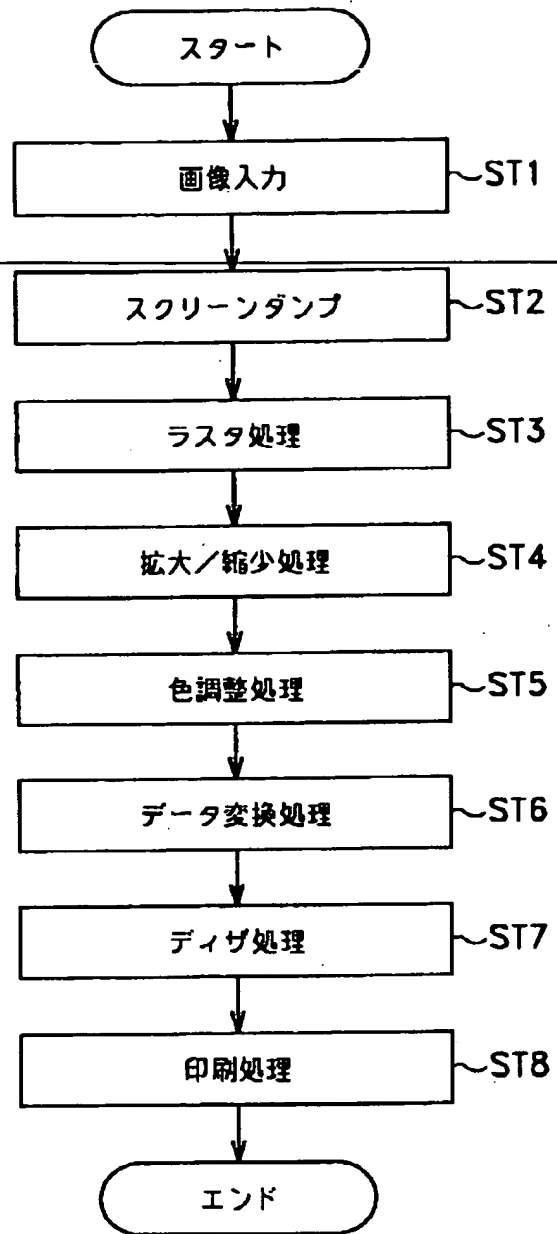 スタート
画像入力 ST1
スクリーンダンプ ST2
ラスタ処理 ST3
拡大／縮少処理 ST4
色調整処理 ST5
データ変換処理 ST6
ディザ処理 ST7
印刷処理 ST8
エンド